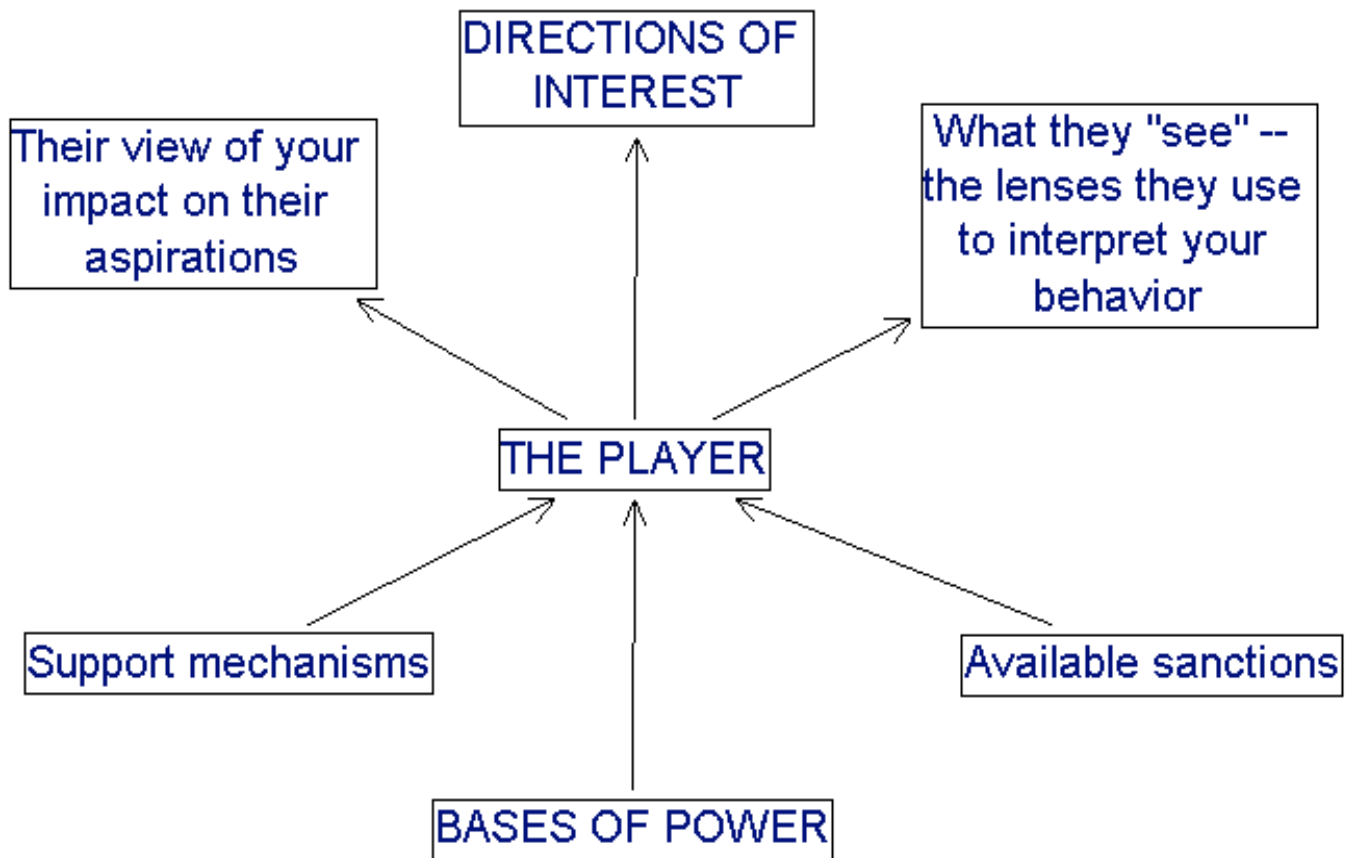 DIRECTIONS OF
INTEREST
Their view of your
impact on their
aspirations
What they "see" --
the lenses they use
to interpret your
behavior
THE PLAYER
Support mechanisms
Available sanctions
BASES OF POWER